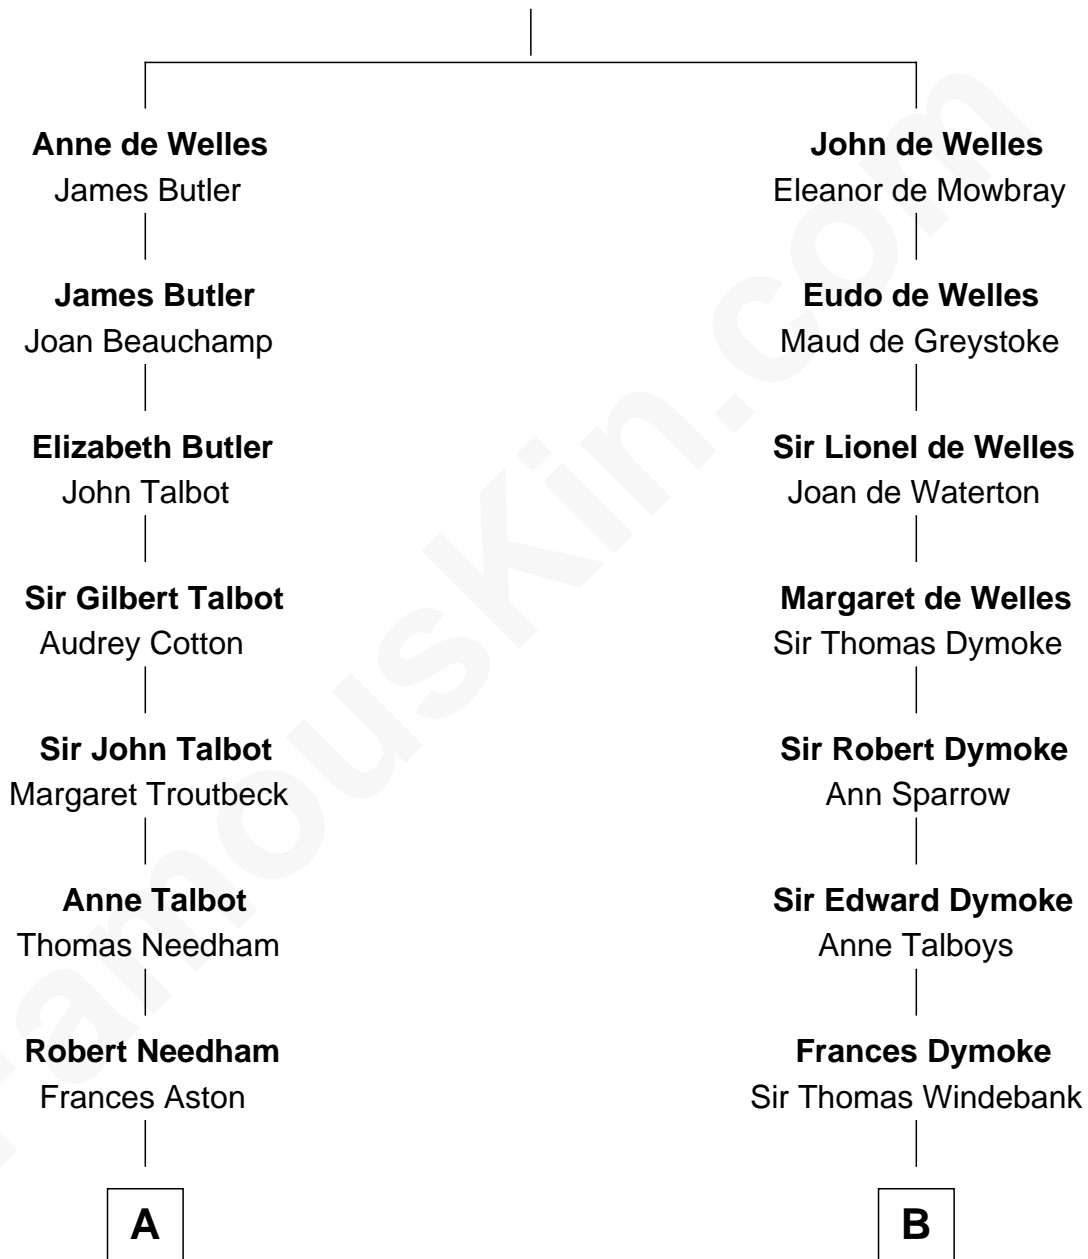 Anne de Welles
James Butler
James Butler
Joan Beauchamp
Elizabeth Butler
John Talbot
Sir Gilbert Talbot
Audrey Cotton
Sir John Talbot
Margaret Troutbeck
Anne Talbot
Thomas Needham
Robert Needham
Frances Aston
A
John de Welles
Eleanor de Mowbray
Eudo de Welles
Maud de Greystoke
Sir Lionel de Welles
Joan de Waterton
Margaret de Welles
Sir Thomas Dymoke
Sir Robert Dymoke
Ann Sparrow
Sir Edward Dymoke
Anne Talboys
Frances Dymoke
Sir Thomas Windebank
B
FamousKin.com